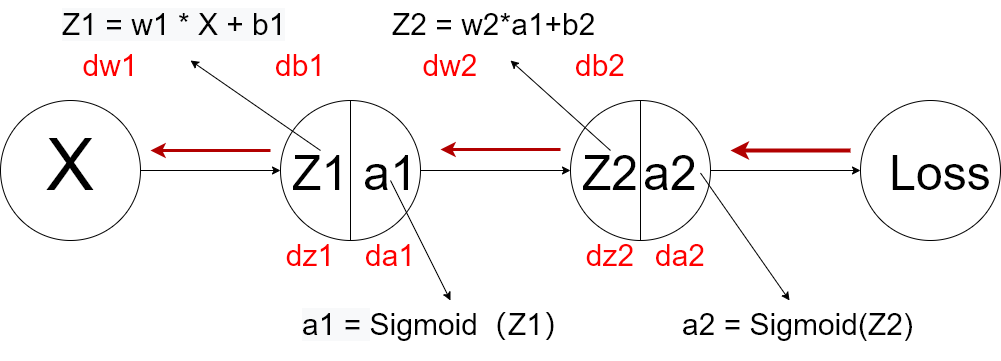 Z1 = w1 * X + b1
Z2 = w2*a1+b2
dw1
db1
dw2
db2
X
Z1
a1
Z2
a2
Loss
dz1
da1
dz2
da2
a1 = Sigmoid （Z1）
a2 = Sigmoid(Z2)